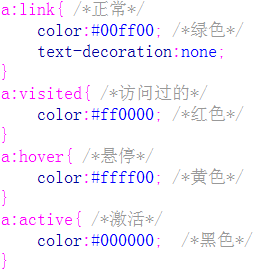 a:link{ /*正常*/
    color:#00ff00; /*绿色*/
    text-decoration:none;
}
a:visited{ /*访问过的*/
    color:#ff0000; /*红色*/
}
a:hover{ /*悬停*/
    color:#ffff00; /*黄色*/
}
a:active{ /*激活*/
    color:#000000;  /*黑色*/
}